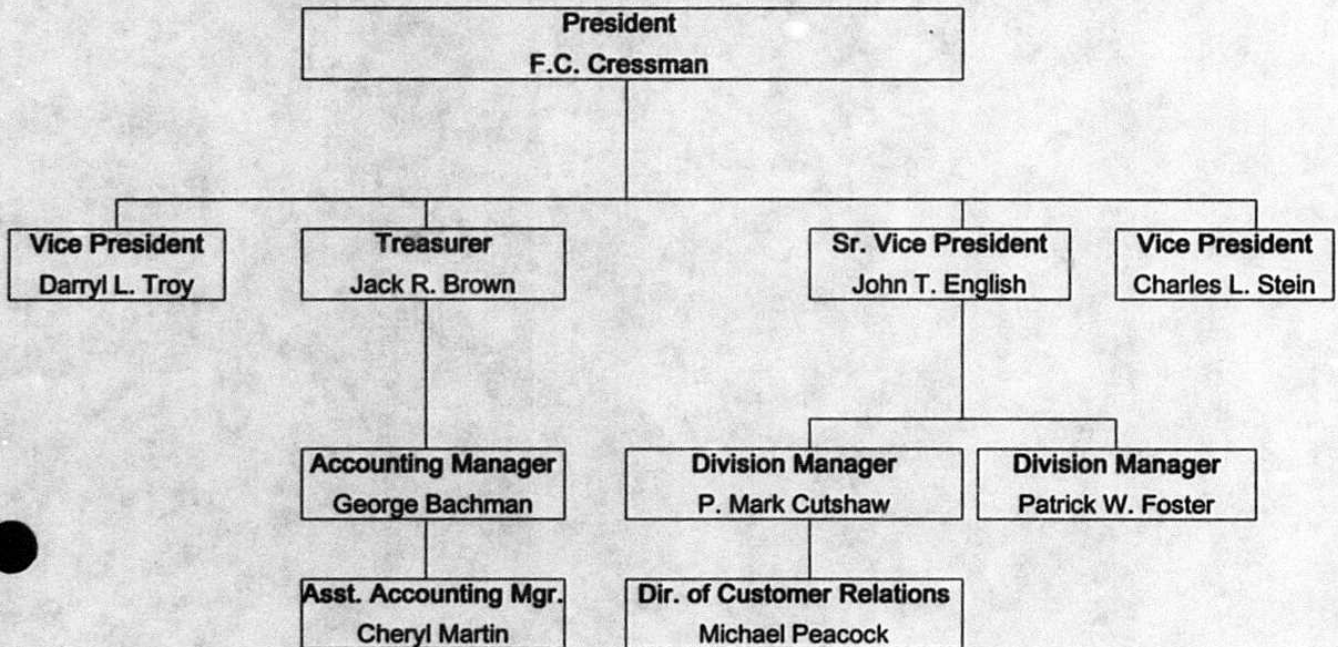 President
F.C. Cressman
Vice President
Darryl L. Troy
Treasurer
Jack R. Brown
Sr. Vice President
John T. English
Vice President
Charles L. Stein
Accounting Manager
George Bachman
Division Manager
P. Mark Cutshaw
Division Manager
Patrick W. Foster
Asst. Accounting Mgr.
Cheryl Martin
Dir. of Customer Relations
Michael Peacock